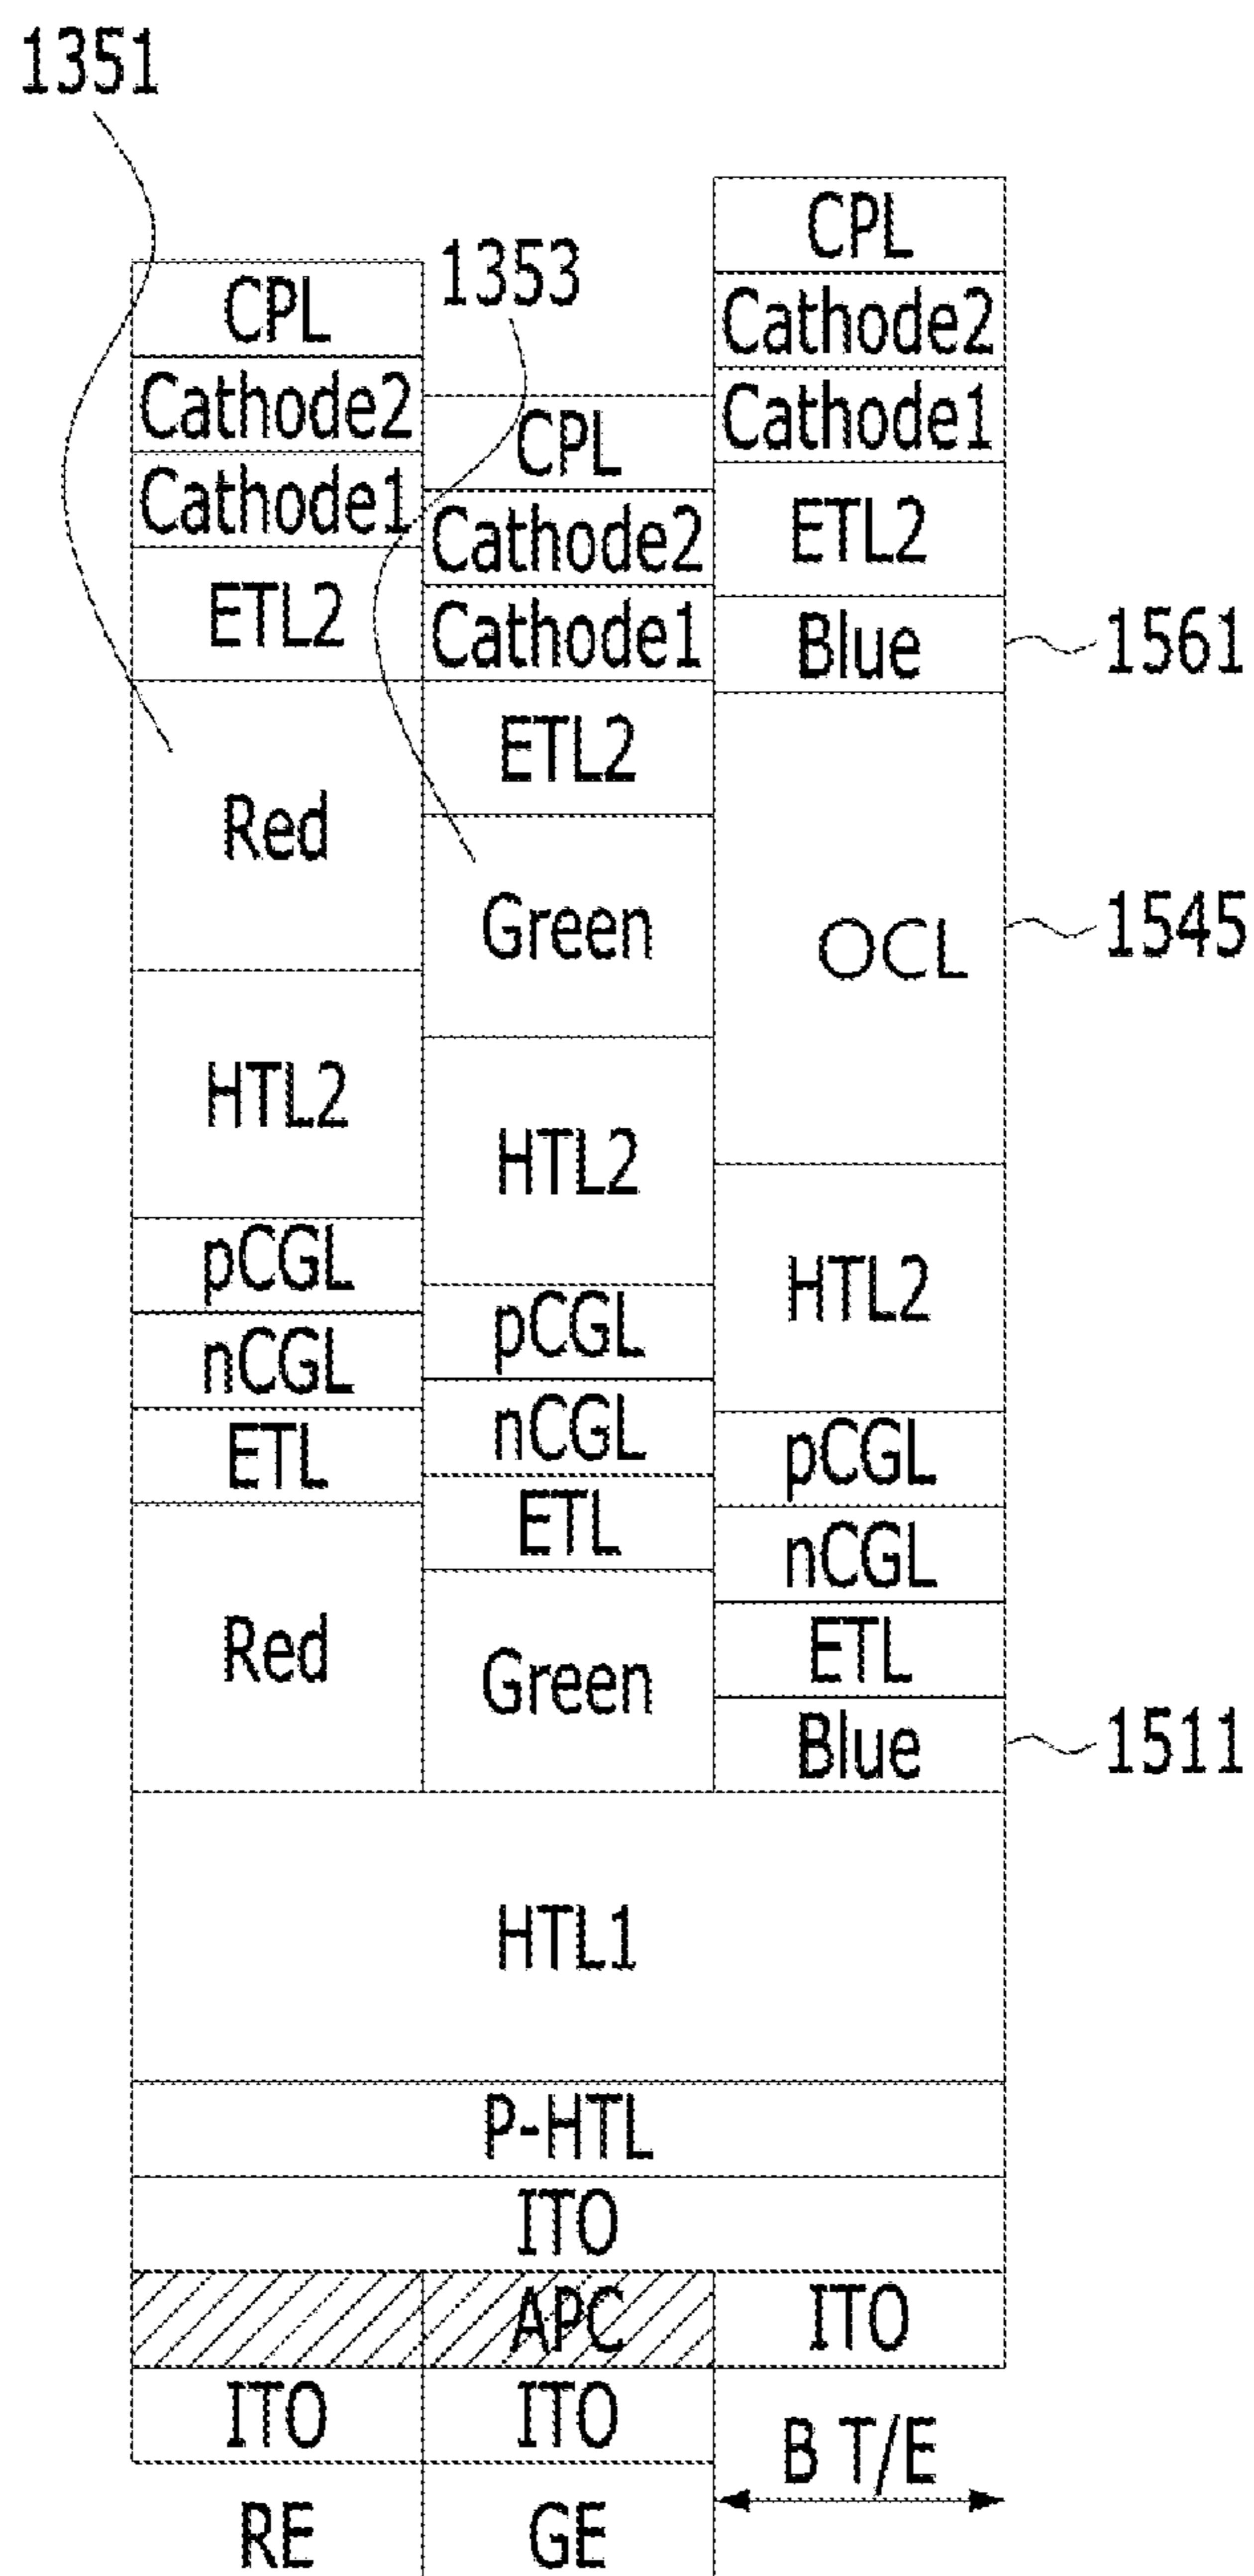 1351
CPL
1353
CPL
Cathode2
Cathode2
CPL
Cathode1
Cathode1
Cathode2
ETL2
ETL2
Cathode1
Blue
1561
ETL2
Red
Green
OCL
1545
HTL2
HTL2
pCGL
HTL2
pCGL
nCGL
nCGL
pCGL
ETL
ETL
nCGL
Red
Green
ETL
Blue
1511
HTL1
P-HTL
ITO
APC
ITO
ITO
ITO
B T/E
RE
GE